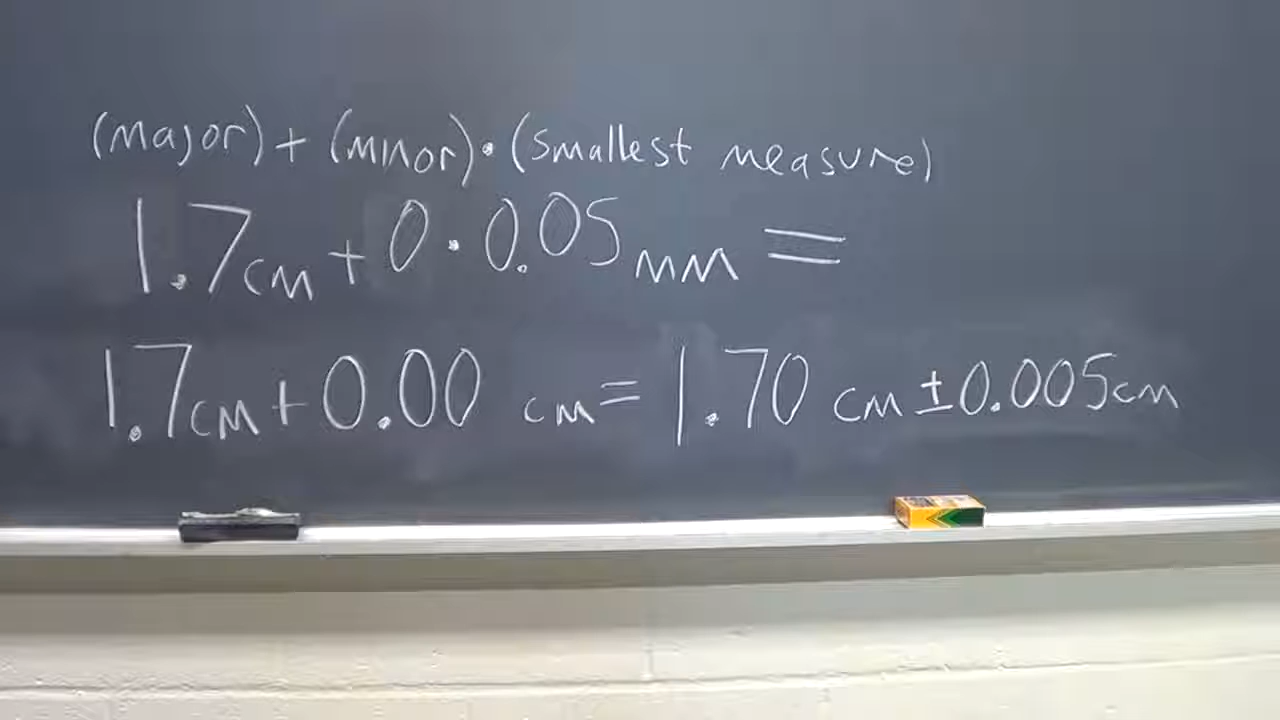 (major) + (minor) · (smallest measure)
1.7cm + 0 · 0.05mm =
1.7cm + 0.00 cm = 1.70 cm ± 0.005cm